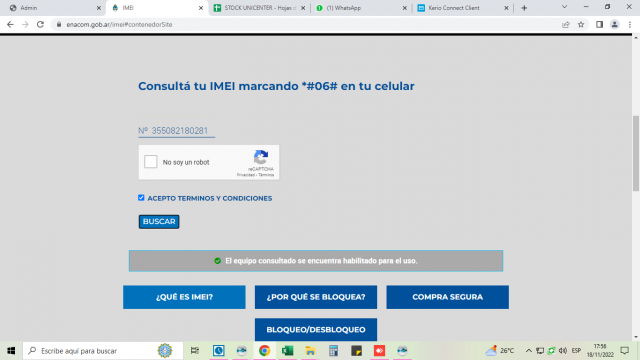 Admin
IMEI
STOCK UNICENTER - Hojas d
(1) WhatsApp
Kerio Connect Client
enacom.gob.ar/imei#contenedorSite
Consultá tu IMEI marcando *#06# en tu celular
Nº 355082180281
No soy un robot
reCAPTCHA
Privacidad - Términos
ACEPTO TERMINOS Y CONDICIONES
BUSCAR
El equipo consultado se encuentra habilitado para el uso.
¿QUÉ ES IMEI?
¿POR QUÉ SE BLOQUEA?
COMPRA SEGURA
BLOQUEO/DESBLOQUEO
Escribe aquí para buscar
26°C
ESP
17:56
18/11/2022